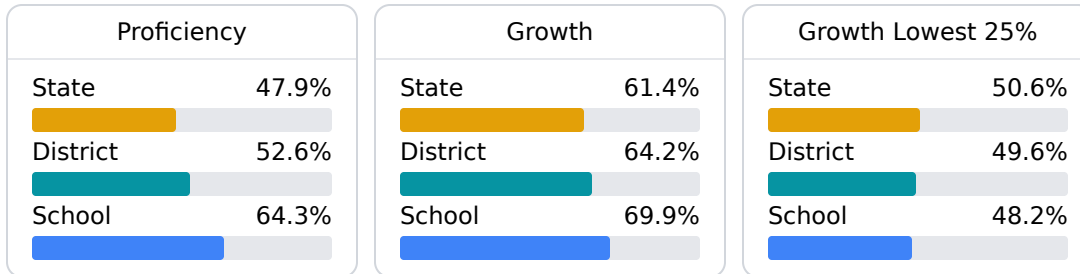 Proficiency
State 47.9%
District 52.6%
School 64.3%
Growth
State 61.4%
District 64.2%
School 69.9%
Growth Lowest 25%
State 50.6%
District 49.6%
School 48.2%